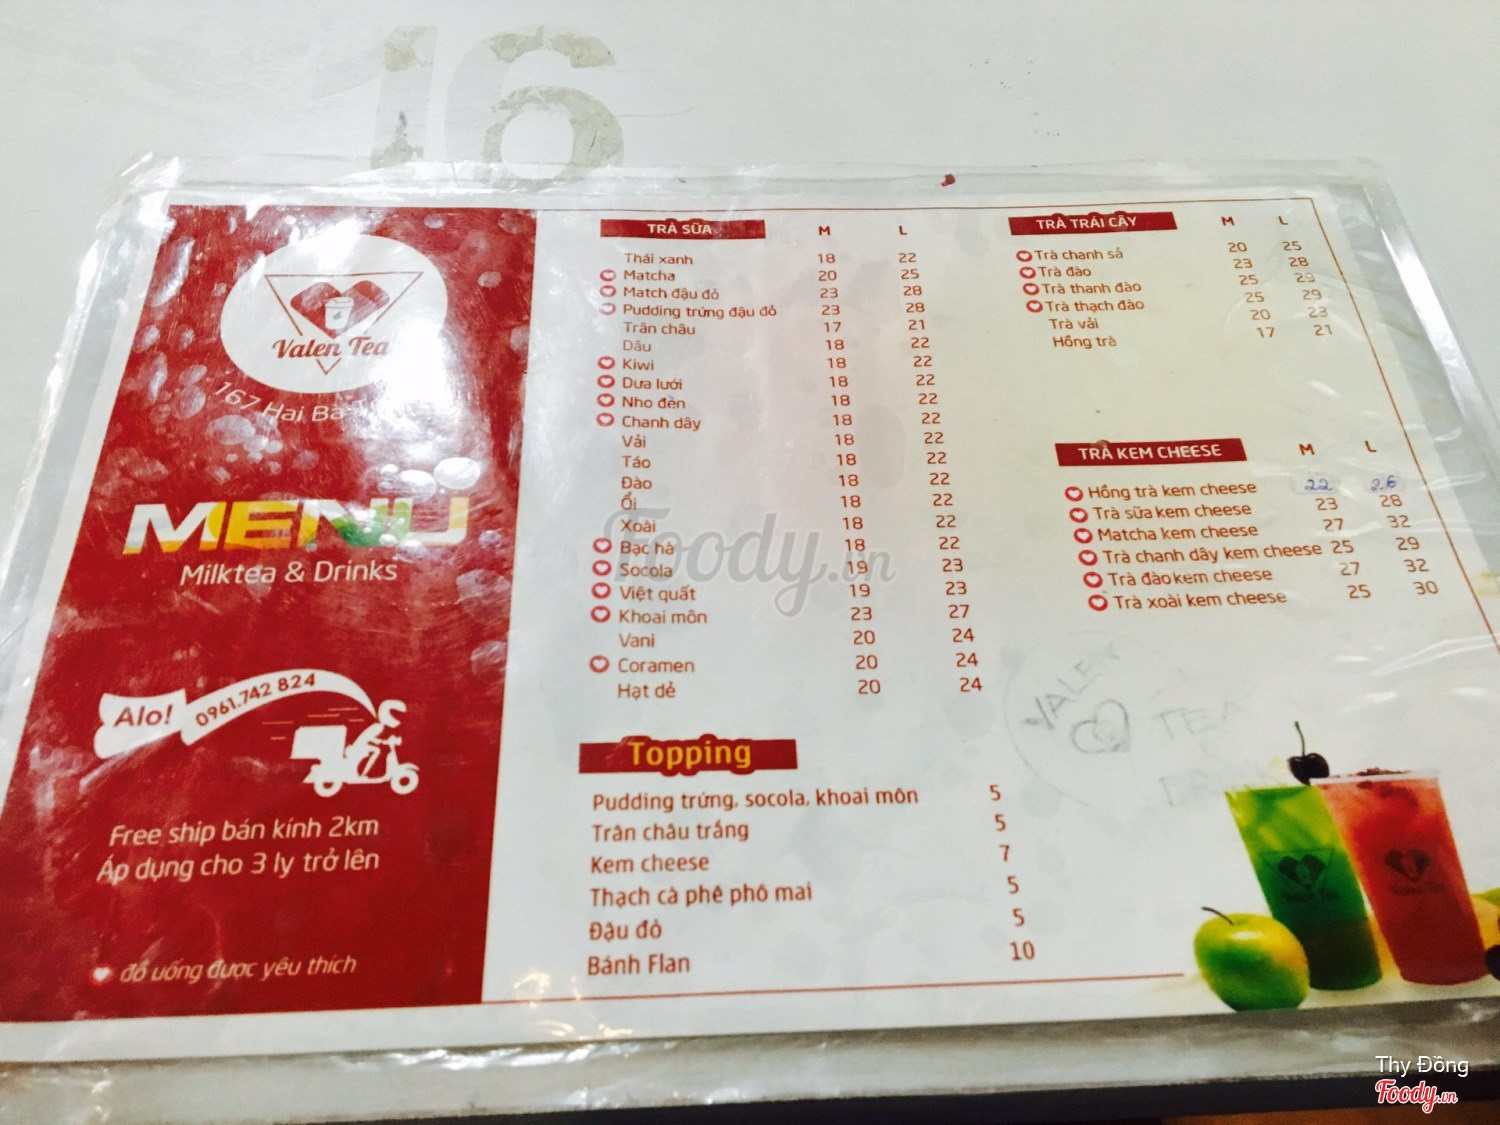 16
Valen Tea
167 Hai Bà
MENU
Milktea & Drinks
Alo! 0961.742 824
Free ship bán kính 2km
Áp dụng cho 3 ly trở lên
đồ uống được yêu thích
TRÀ SỮA M L
Thái xanh 18 22
Matcha 20 25
Match đậu đỏ 23 28
Pudding trứng đậu đỏ 23 28
Trân châu 17 21
Dâu 18 22
Kiwi 18 22
Dưa lưới 18 22
Nho đen 18 22
Chanh dây 18 22
Vải 18 22
Táo 18 22
Đào 18 22
Ổi 18 22
Xoài 18 22
Bạc hà 18 22
Socola 19 23
Việt quất 19 23
Khoai môn 23 27
Vani 20 24
Coramen 20 24
Hạt dẻ 20 24
Topping
Pudding trứng, socola, khoai môn 5
Trân châu trắng 5
Kem cheese 7
Thạch cà phê phô mai 5
Đậu đỏ 5
Bánh Flan 10
TRÀ TRÁI CÂY M L
Trà chanh sả 20 25
Trà đào 23 28
Trà thanh đào 25 29
Trà thạch đào 25 29
Trà vải 20 23
Hồng trà 17 21
TRÀ KEM CHEESE M L
Hồng trà kem cheese 22 26
Trà sữa kem cheese 23 28
Matcha kem cheese 27 32
Trà chanh dây kem cheese 25 29
Trà đào kem cheese 27 32
Trà xoài kem cheese 25 30
VALEN TEA
Foody.vn
Thy Đồng
Foody.vn